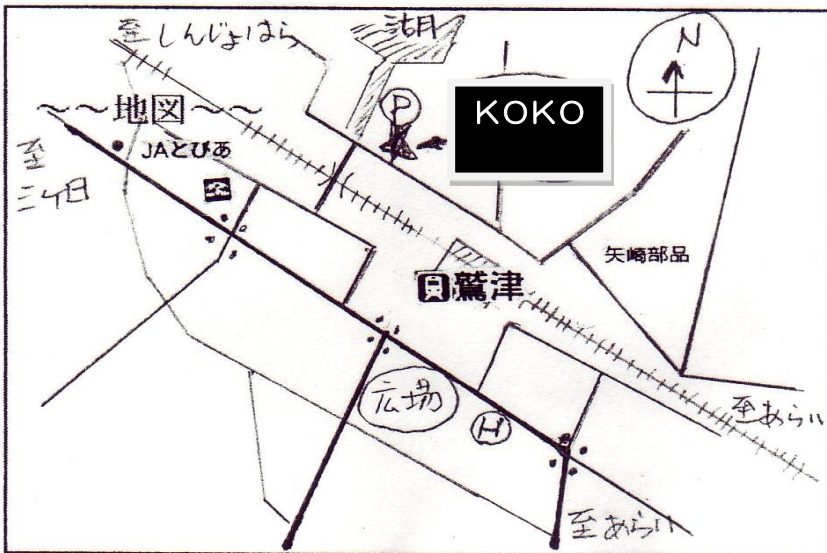 至しんじょはら
湖
N
P
KOKO
～～地図～～
JAとぴあ
至
三ケ日
矢崎部品
鷲津
広場
H
至あらい
至あらい